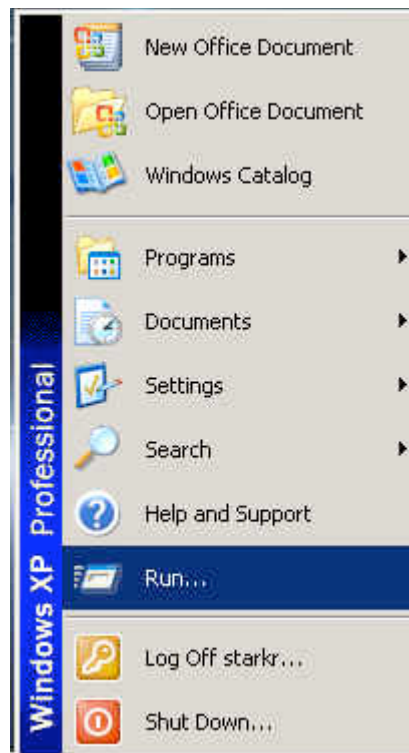 New Office Document
Open Office Document
Windows Catalog
Programs
Documents
Settings
Search
Help and Support
Run...
Log Off starkr...
Shut Down...
Windows XP Professional